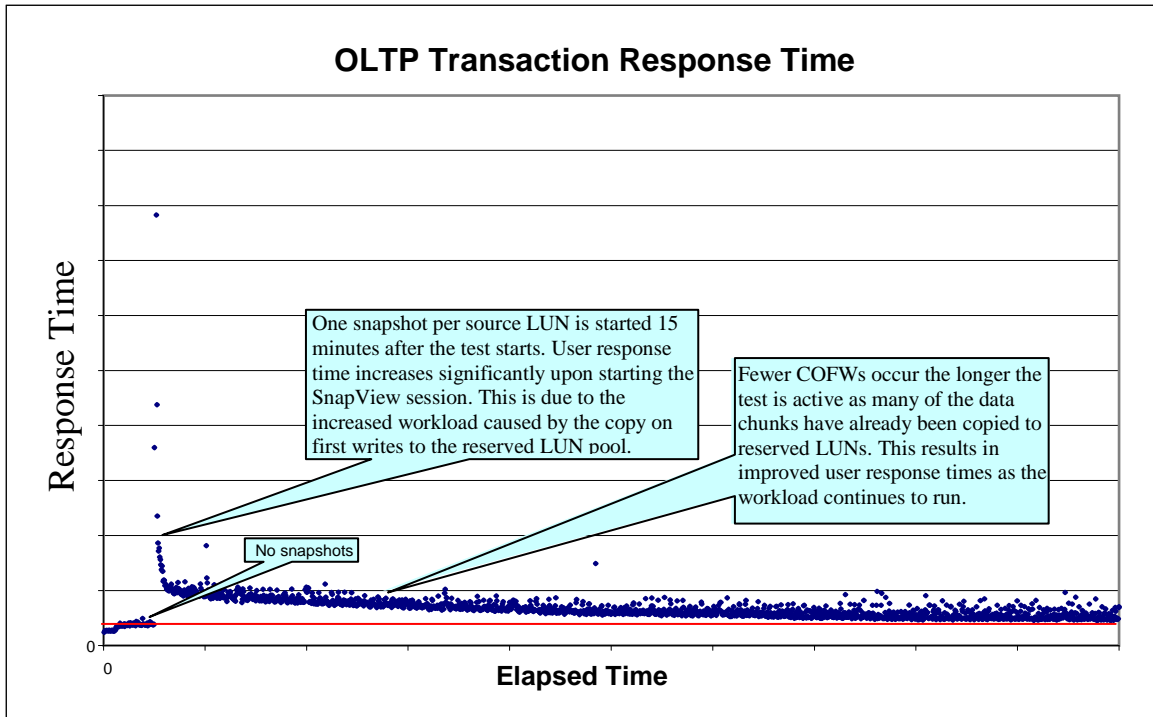 OLTP Transaction Response Time
Response Time
One snapshot per source LUN is started 15
minutes after the test starts. User response
time increases significantly upon starting the
SnapView session. This is due to the
increased workload caused by the copy on
first writes to the reserved LUN pool.
Fewer COFWs occur the longer the
test is active as many of the data
chunks have already been copied to
reserved LUNs. This results in
improved user response times as the
workload continues to run.
No snapshots
0
0
Elapsed Time